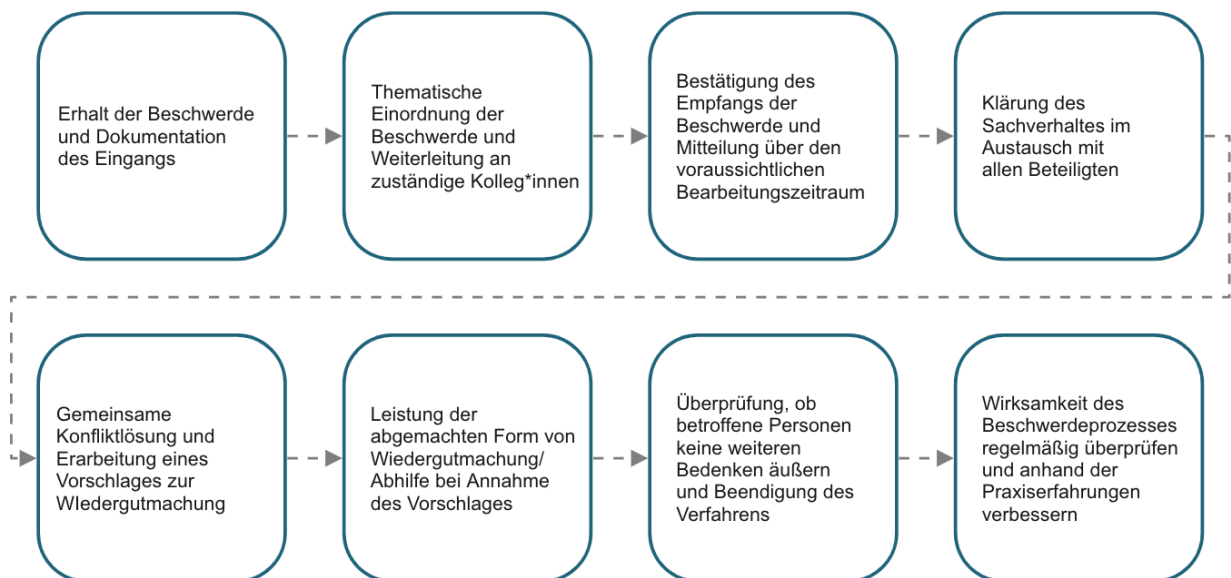 Erhalt der Beschwerde
und Dokumentation
des Eingangs
Thematische
Einordnung der
Beschwerde und
Weiterleitung an
zuständige Kolleg*innen
Bestätigung des
Empfangs der
Beschwerde und
Mitteilung über den
voraussichtlichen
Bearbeitungszeitraum
Klärung des
Sachverhaltes im
Austausch mit
allen Beteiligten
Gemeinsame
Konfliktlösung und
Erarbeitung eines
Vorschlages zur
WIedergutmachung
Leistung der
abgemachten Form von
Wiedergutmachung/
Abhilfe bei Annahme
des Vorschlages
Überprüfung, ob
betroffene Personen
keine weiteren
Bedenken äußern
und Beendigung des
Verfahrens
Wirksamkeit des
Beschwerdeprozesses
regelmäßig überprüfen
und anhand der
Praxiserfahrungen
verbessern